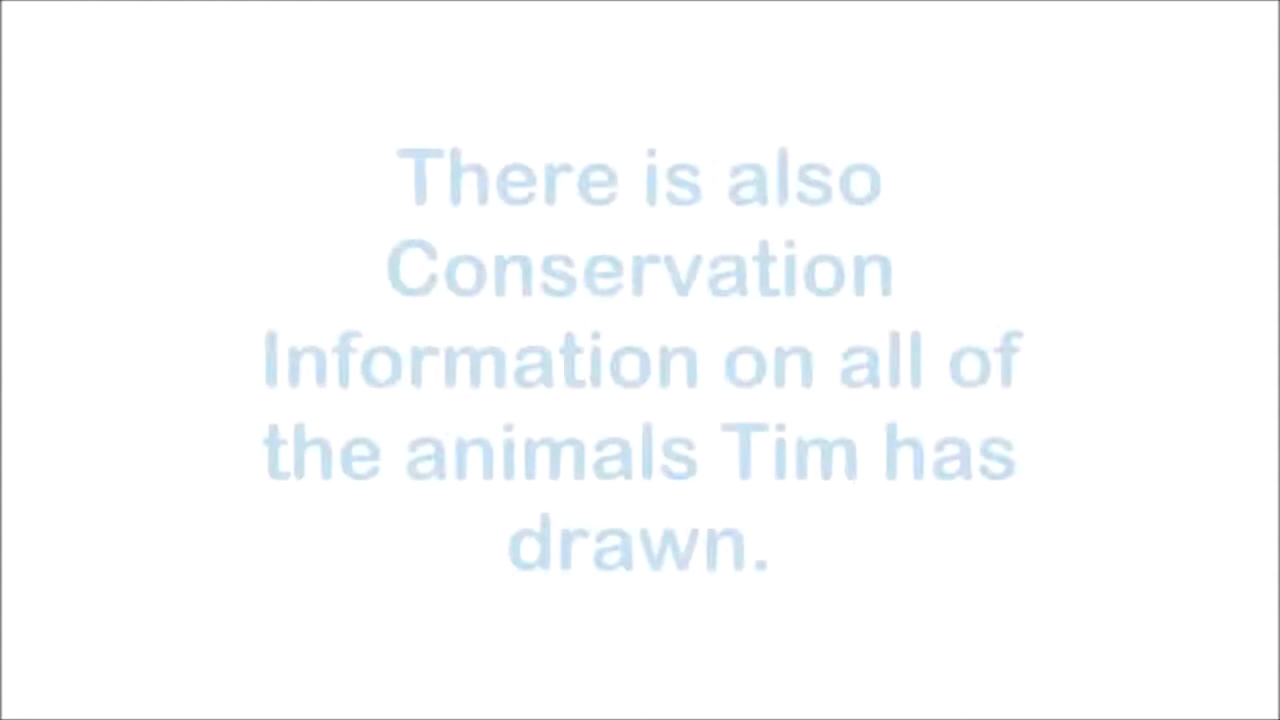 There is also
Conservation
Information on all of
the animals Tim has
drawn.